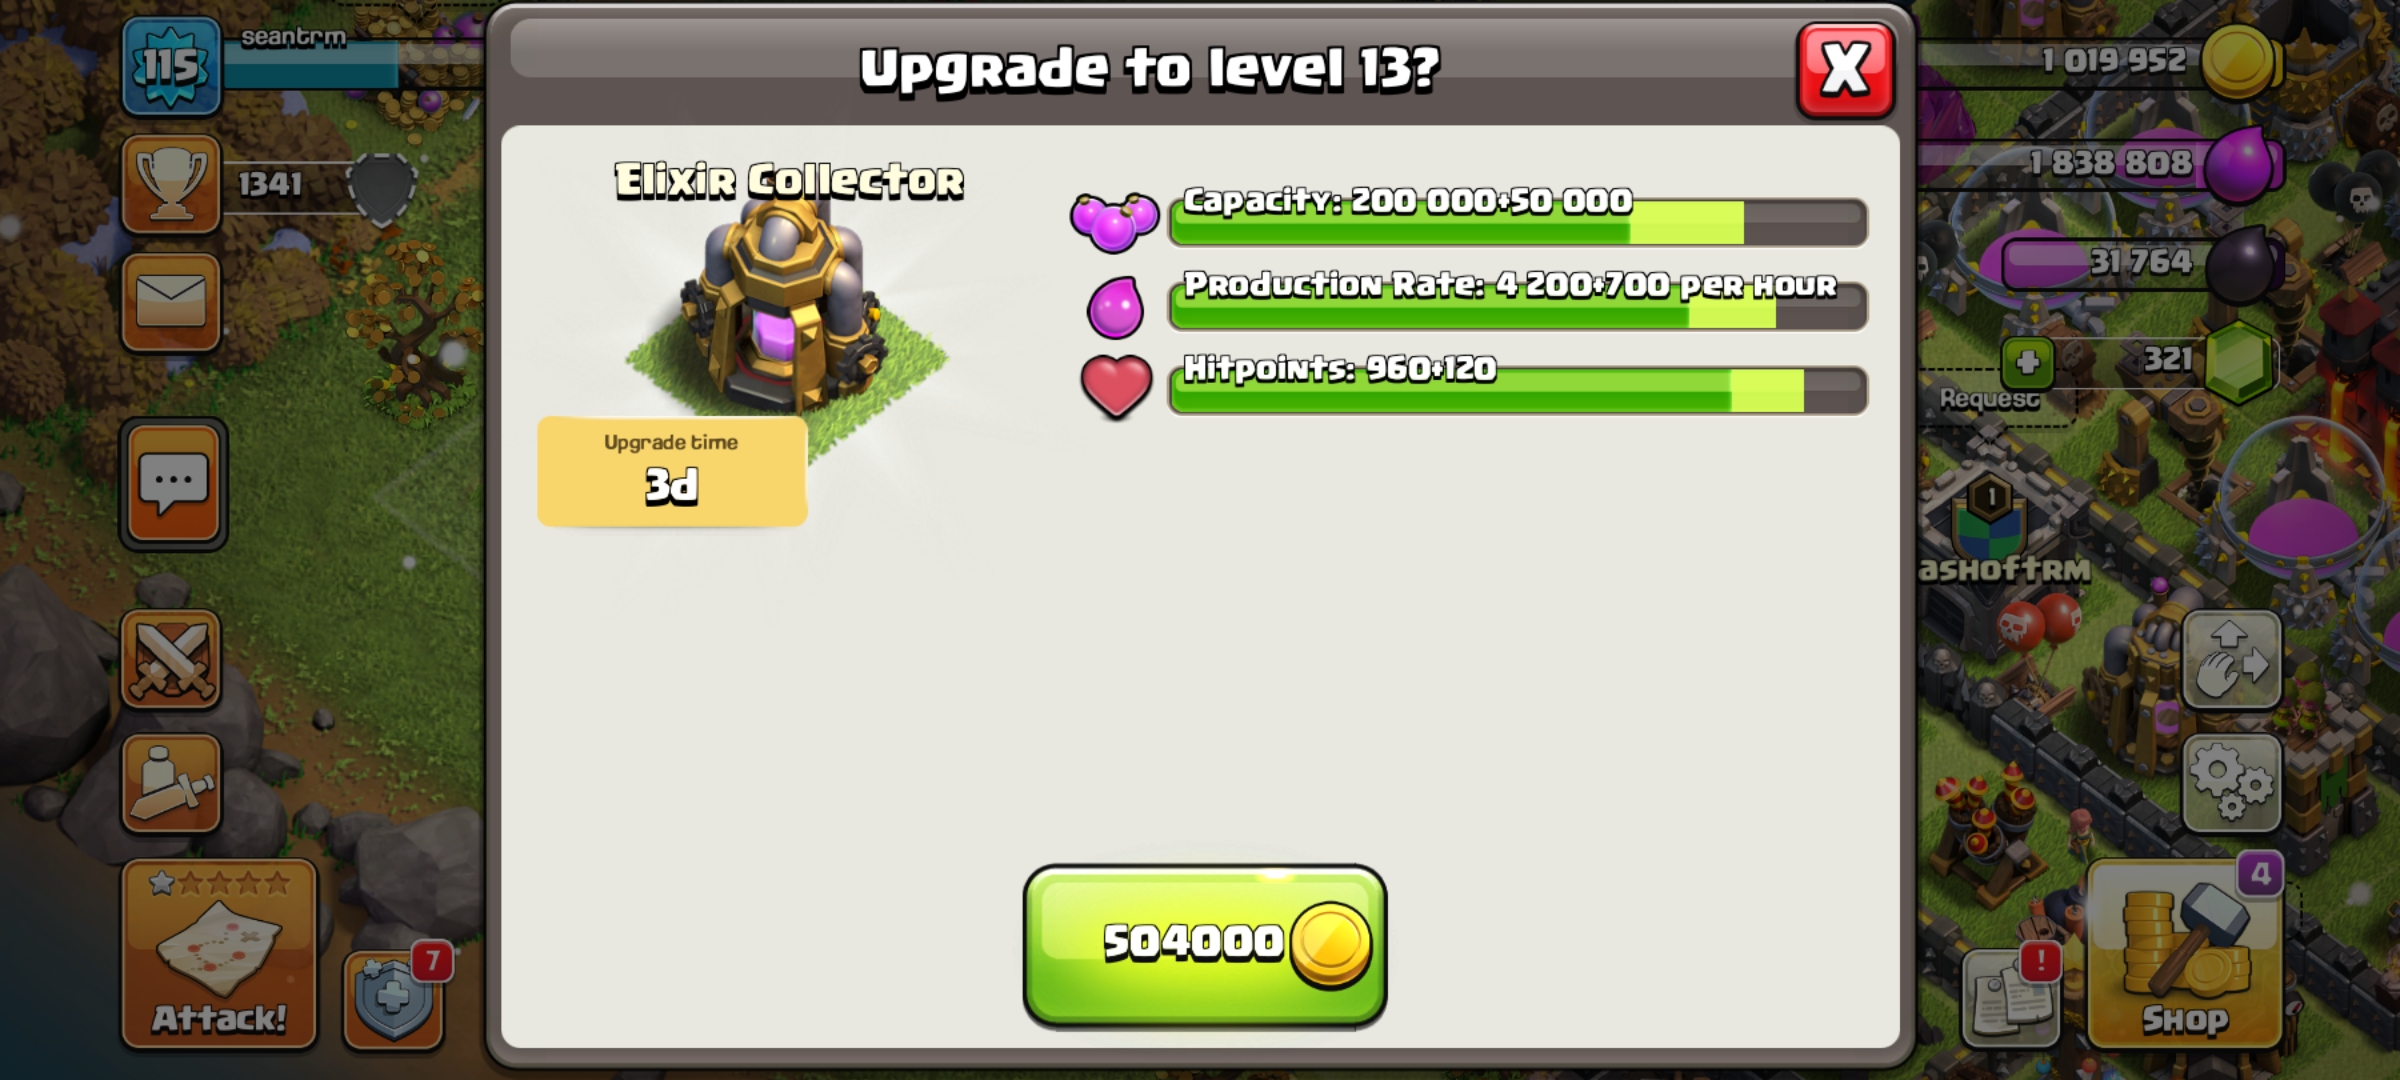 115
seantrm
Upgrade to level 13?
X
1 019 952
1341
Elixir Collector
Capacity: 200 000+50 000
1 838 808
Production Rate: 4 200+700 per hour
31 764
Hitpoints: 960+120
321
Request
Upgrade time
3d
1
ashoftrm
504000
4
7
!
Attack!
Shop